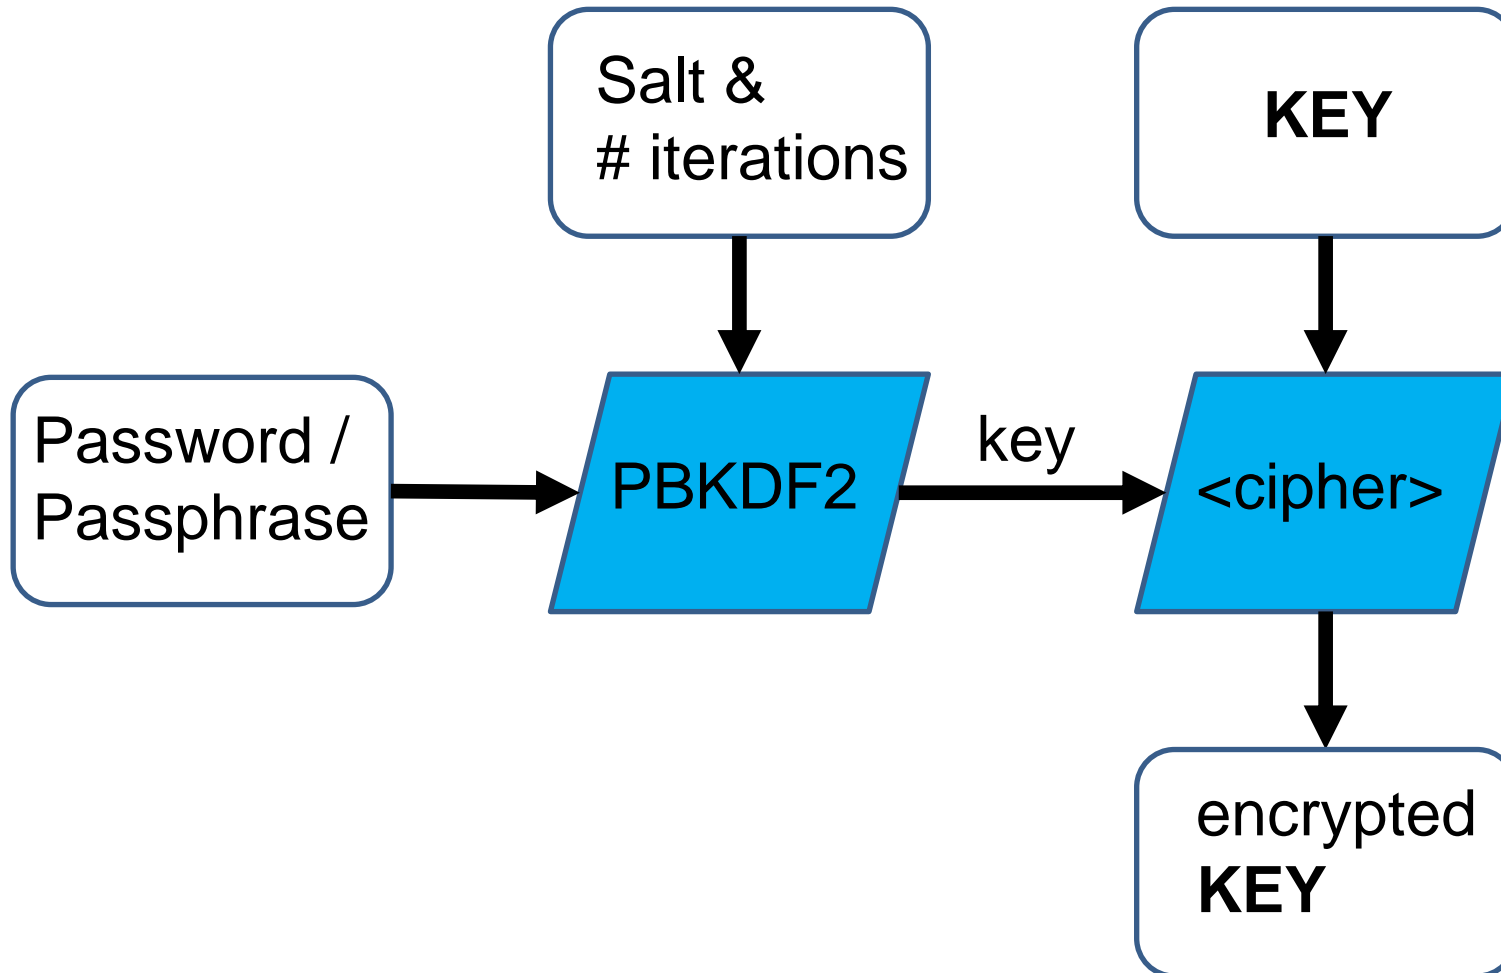 Salt &
# iterations
KEY
Password /
Passphrase
PBKDF2
key
<cipher>
encrypted
KEY